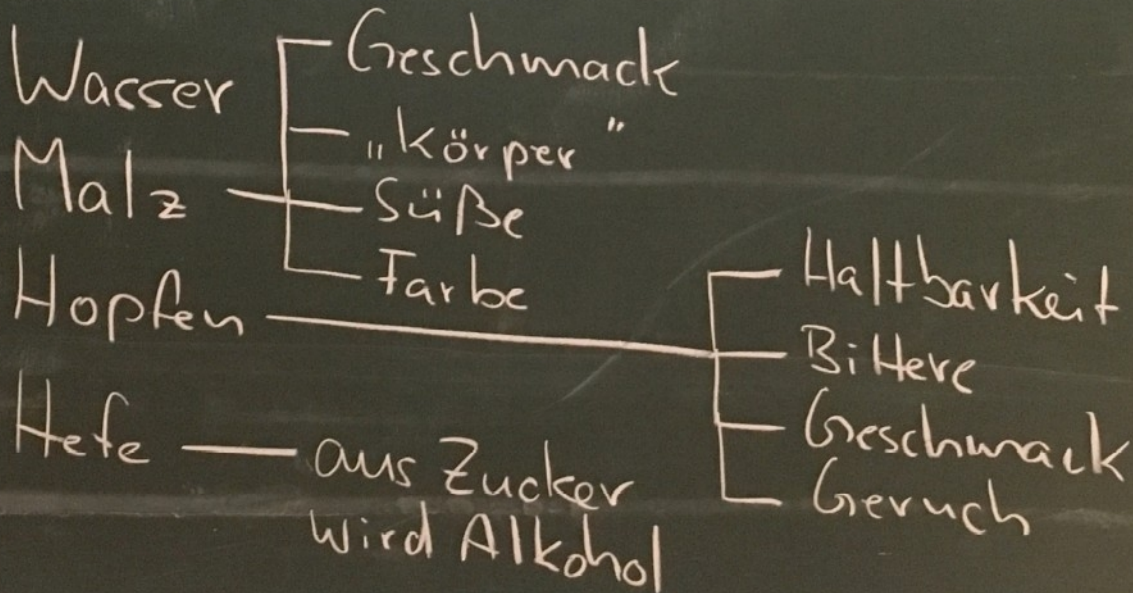 Wasser
Malz
Geschmack
„Körper"
Süße
Farbe
Hopfen
Haltbarkeit
Bittere
Geschmack
Geruch
Hefe
aus Zucker
wird Alkohol